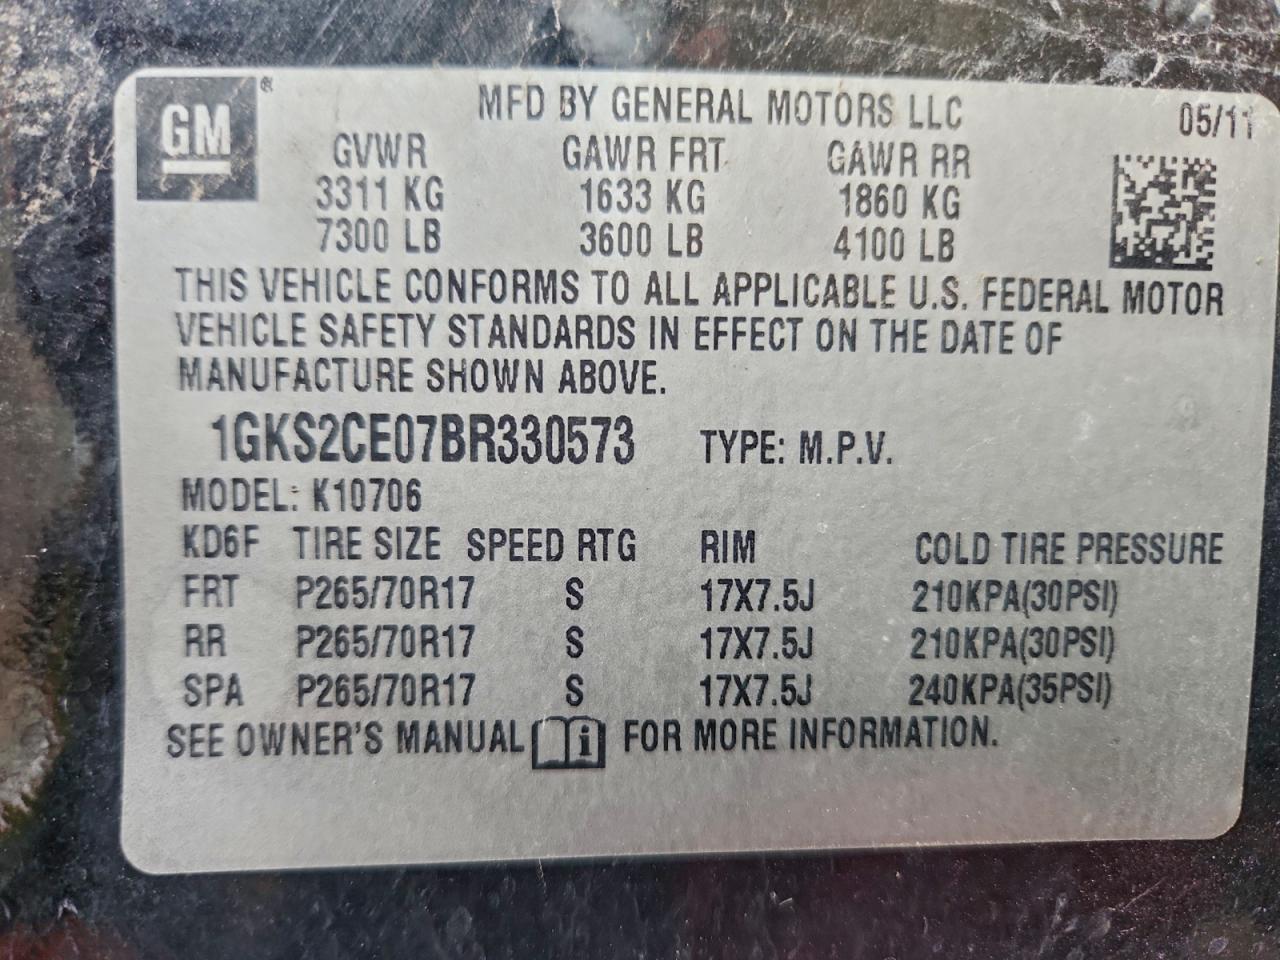 GM ®
MFD BY GENERAL MOTORS LLC 05/11
GVWR GAWR FRT GAWR RR
3311 KG 1633 KG 1860 KG
7300 LB 3600 LB 4100 LB
THIS VEHICLE CONFORMS TO ALL APPLICABLE U.S. FEDERAL MOTOR
VEHICLE SAFETY STANDARDS IN EFFECT ON THE DATE OF
MANUFACTURE SHOWN ABOVE.
1GKS2CE07BR330573 TYPE: M.P.V.
MODEL: K10706
KD6F TIRE SIZE SPEED RTG RIM COLD TIRE PRESSURE
FRT P265/70R17 S 17X7.5J 210KPA(30PSI)
RR P265/70R17 S 17X7.5J 210KPA(30PSI)
SPA P265/70R17 S 17X7.5J 240KPA(35PSI)
SEE OWNER'S MANUAL i FOR MORE INFORMATION.